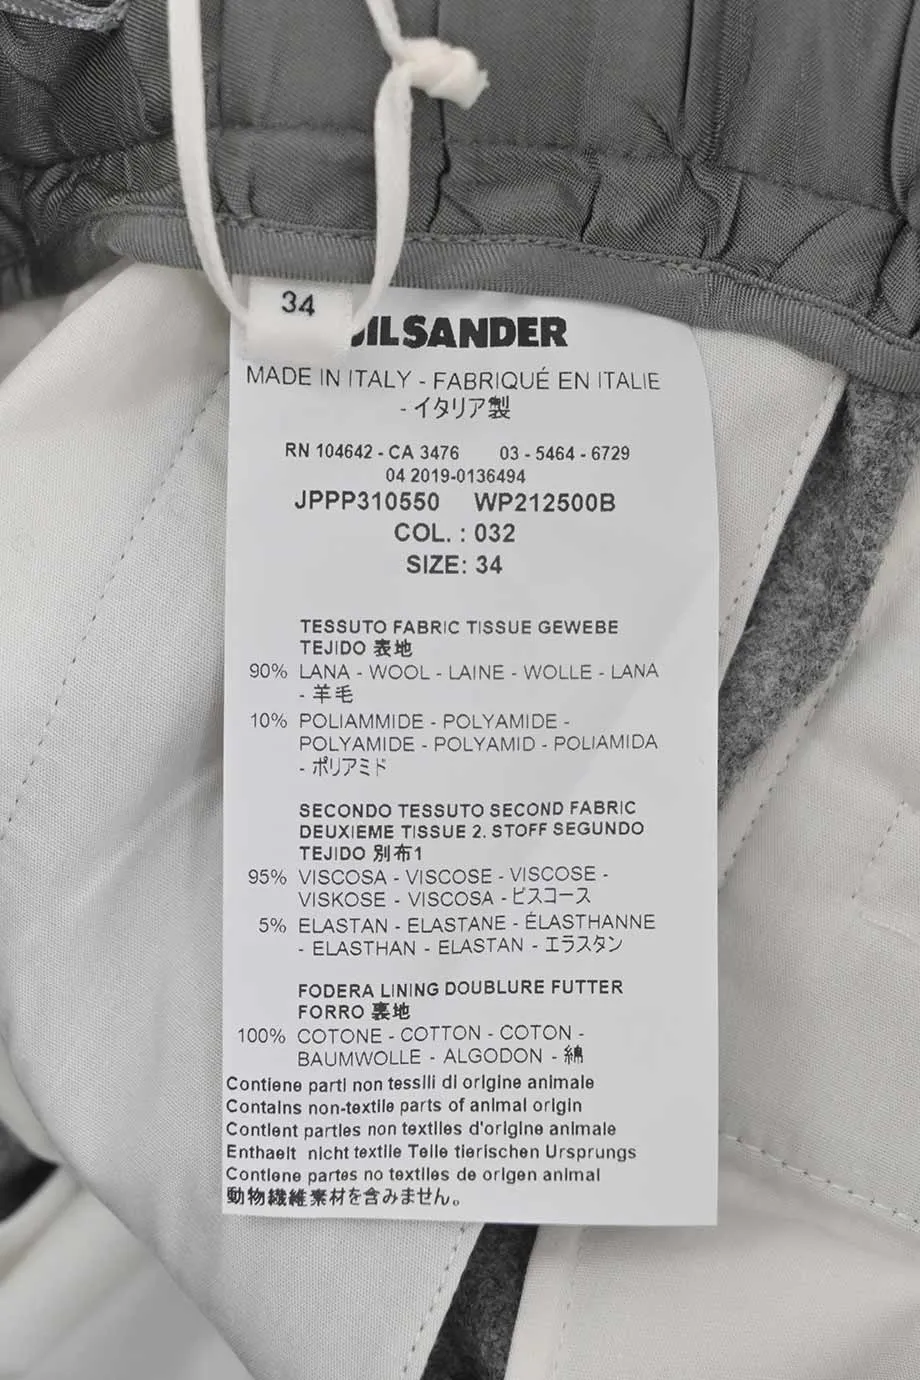 34
JIL SANDER
MADE IN ITALY - FABRIQUÉ EN ITALIE
- イタリア製
RN 104642 - CA 3476 03 - 5464 - 6729
04 2019-0136494
JPPP310550 WP212500B
COL. : 032
SIZE: 34
TESSUTO FABRIC TISSUE GEWEBE
TEJIDO 表地
90% LANA - WOOL - LAINE - WOLLE - LANA
- 羊毛
10% POLIAMMIDE - POLYAMIDE -
POLYAMIDE - POLYAMID - POLIAMIDA
- ポリアミド
SECONDO TESSUTO SECOND FABRIC
DEUXIEME TISSUE 2. STOFF SEGUNDO
TEJIDO 別布1
95% VISCOSA - VISCOSE - VISCOSE -
VISKOSE - VISCOSA - ビスコース
5% ELASTAN - ELASTANE - ÉLASTHANNE
- ELASTHAN - ELASTAN - エラスタン
FODERA LINING DOUBLURE FUTTER
FORRO 裏地
100% COTONE - COTTON - COTON -
BAUMWOLLE - ALGODON - 綿
Contiene parti non tessili di origine animale
Contains non-textile parts of animal origin
Contient parties non textiles d'origine animale
Enthaelt nicht textile Teile tierischen Ursprungs
Contiene partes no textiles de origen animal
動物繊維素材を含みません。